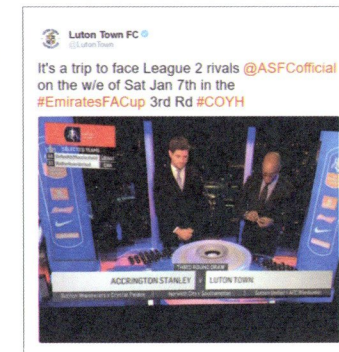 Luton Town FC
@LutonTown
It's a trip to face League 2 rivals @ASFCofficial
on the w/e of Sat Jan 7th in the
#EmiratesFACup 3rd Rd #COYH
THIRD ROUND DRAW
ACCRINGTON STANLEY v LUTON TOWN